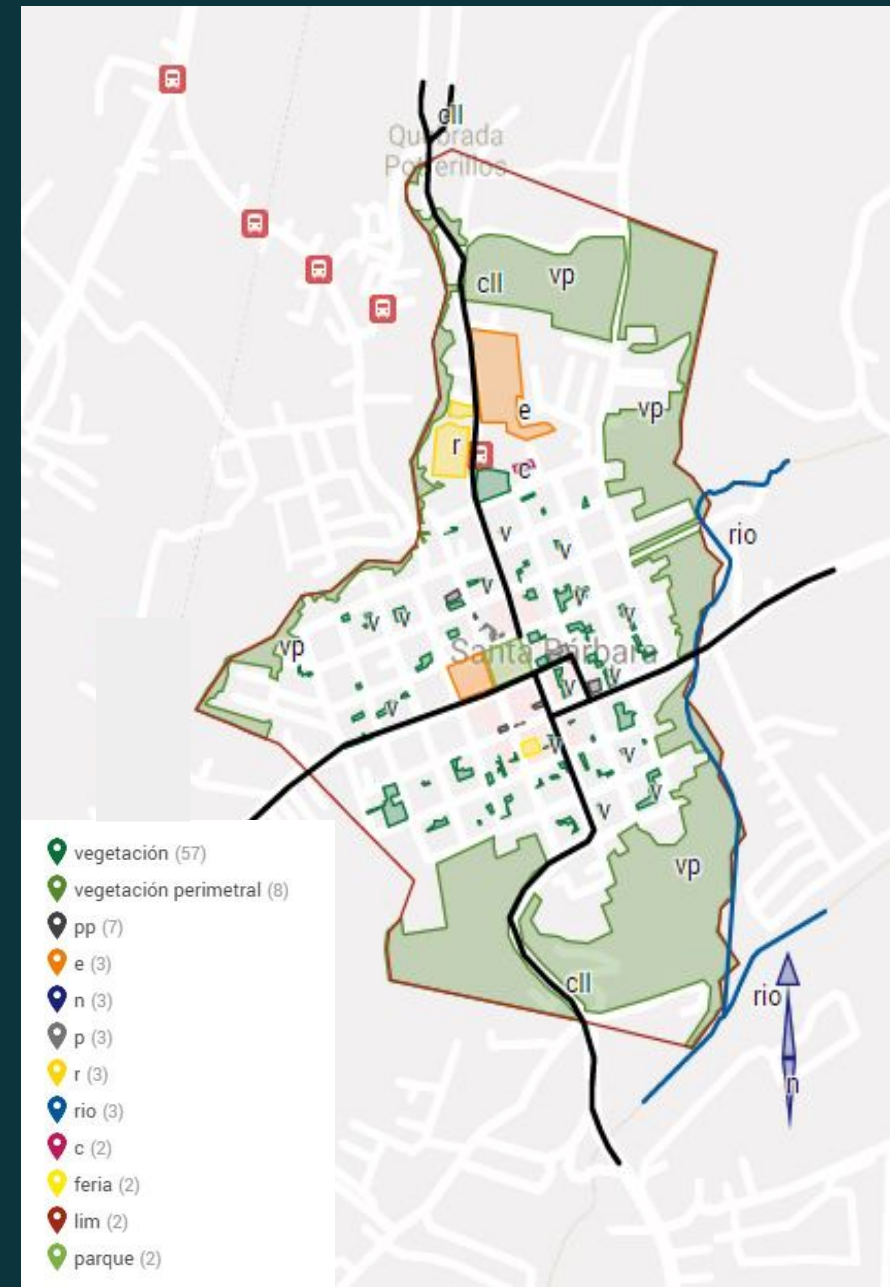 cll
Quebrada
Potrerillos
cll
vp
e
vp
r
c
v
rio
v
v
v
v
v
v
vp
Santa Bárbara
v
v
v
v
v
v
v
vp
cll
rio
n
vegetación (57)
vegetación perimetral (8)
pp (7)
e (3)
n (3)
p (3)
r (3)
rio (3)
c (2)
feria (2)
lim (2)
parque (2)